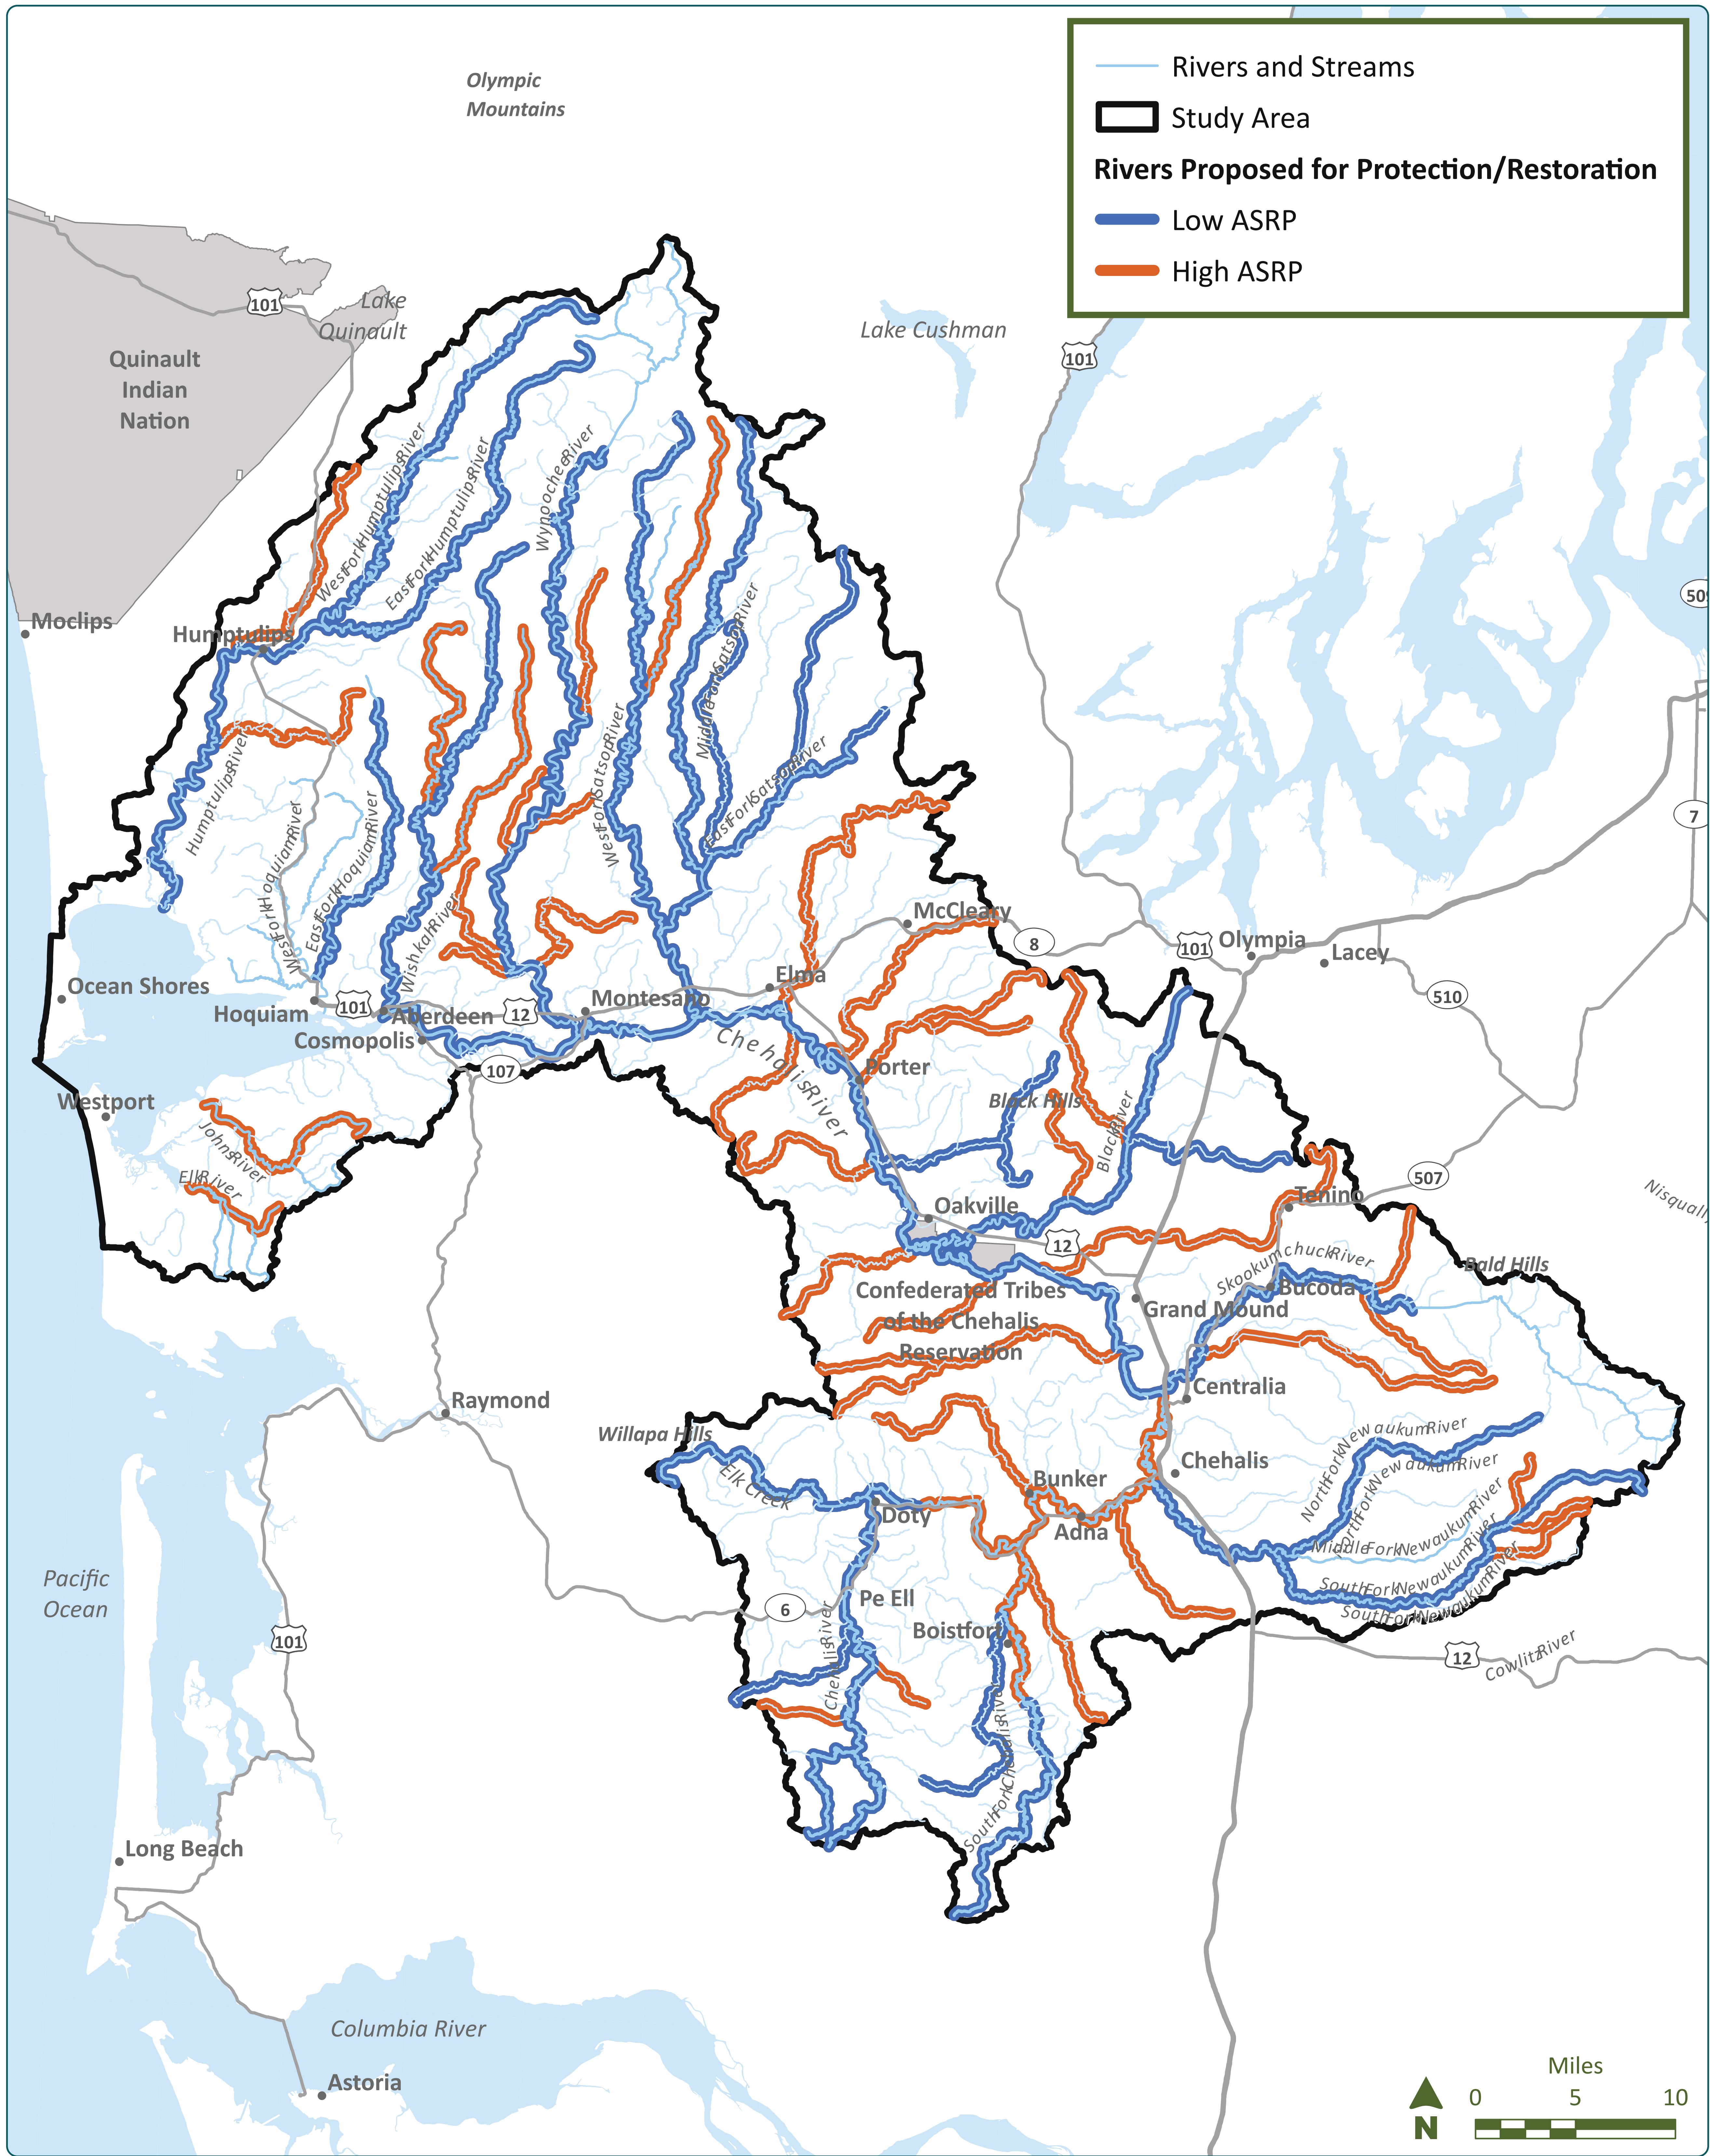 Rivers and Streams
Study Area
Rivers Proposed for Protection/Restoration
Low ASRP
High ASRP
Olympic
Mountains
101
Lake
Quinault
Lake Cushman
101
Quinault
Indian
Nation
West Fork Humptulips River
East Fork Humptulips River
Wynoochee River
Moclips
Humptulips
Middle Fork Satsop River
West Fork Satsop River
East Fork Satsop River
Humptulips River
West Fork Hoquiam River
East Fork Hoquiam River
Wishkah River
7
McCleary
8
101
Olympia
Lacey
510
Elma
Ocean Shores
Hoquiam
101
Aberdeen
12
Montesano
Cosmopolis
107
Chehalis River
Porter
Black Hills
Black River
Westport
Johns River
Elk River
Oakville
12
Tenino
507
Skookumchuck River
Bucoda
Bald Hills
Confederated Tribes
of the Chehalis
Reservation
Grand Mound
Centralia
Raymond
Willapa Hills
Elk Creek
Doty
Bunker
Adna
Chehalis
North Fork Newaukum River
North Fork Newaukum River
Middle Fork Newaukum River
South Fork Newaukum River
South Fork Newaukum River
Pacific
Ocean
101
6
Pe Ell
Boistfort
Chehalis River
South Fork Chehalis River
12
Cowlitz River
Long Beach
Columbia River
Astoria
Miles
0 5 10
N